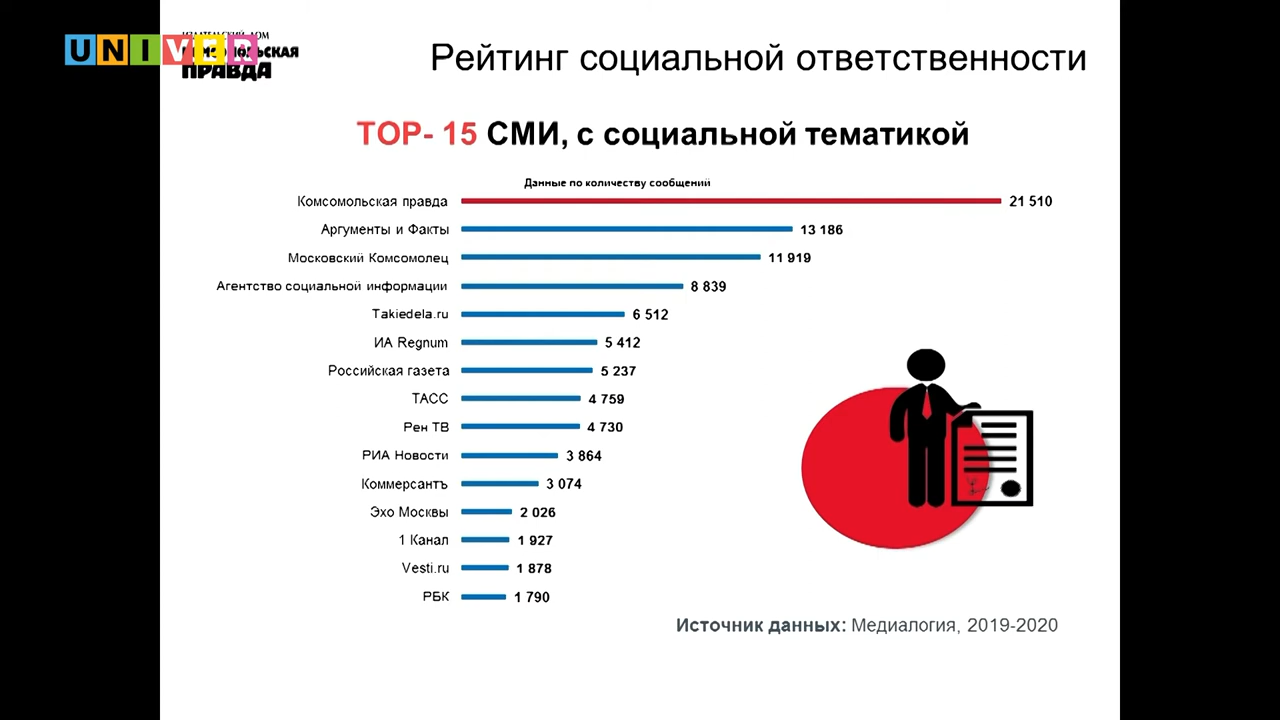 UNIVER
ИЗДАТЕЛЬСКИЙ ДОМ
КОМСОМОЛЬСКАЯ
ПРАВДА
Рейтинг социальной ответственности
TOP- 15 СМИ, с социальной тематикой
Данные по количеству сообщений
Комсомольская правда 21 510
Аргументы и Факты 13 186
Московский Комсомолец 11 919
Агентство социальной информации 8 839
Takiedela.ru 6 512
ИА Regnum 5 412
Российская газета 5 237
ТАСС 4 759
Рен ТВ 4 730
РИА Новости 3 864
Коммерсантъ 3 074
Эхо Москвы 2 026
1 Канал 1 927
Vesti.ru 1 878
РБК 1 790
Источник данных: Медиалогия, 2019-2020